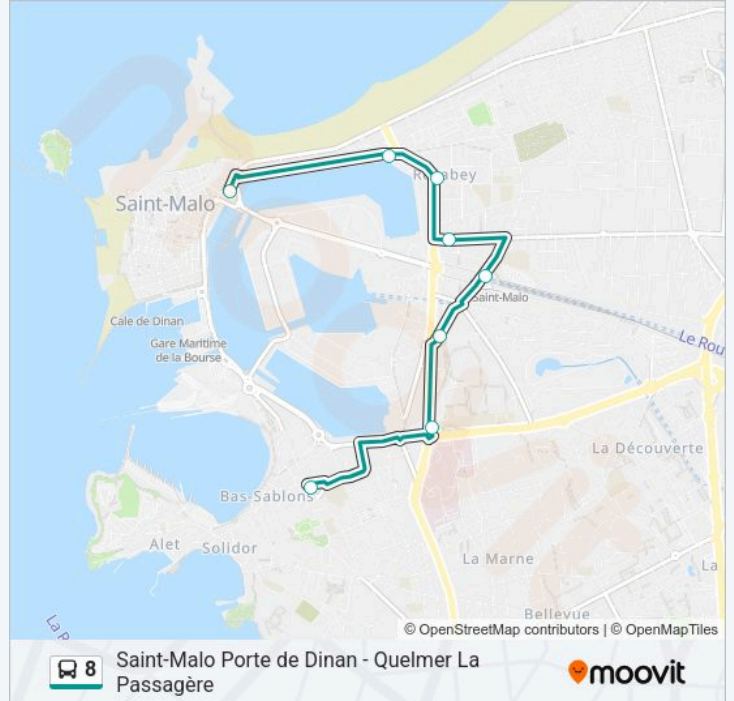 Rocabey
Saint-Malo
Saint-Malo
Cale de Dinan
Gare Maritime
de la Bourse
Le Rou
La Découverte
Bas-Sablons
Alet
Solidor
La Marne
La
Bellevue
© OpenStreetMap contributors | © OpenMapTiles
8
Saint-Malo Porte de Dinan - Quelmer La
Passagère
moovit